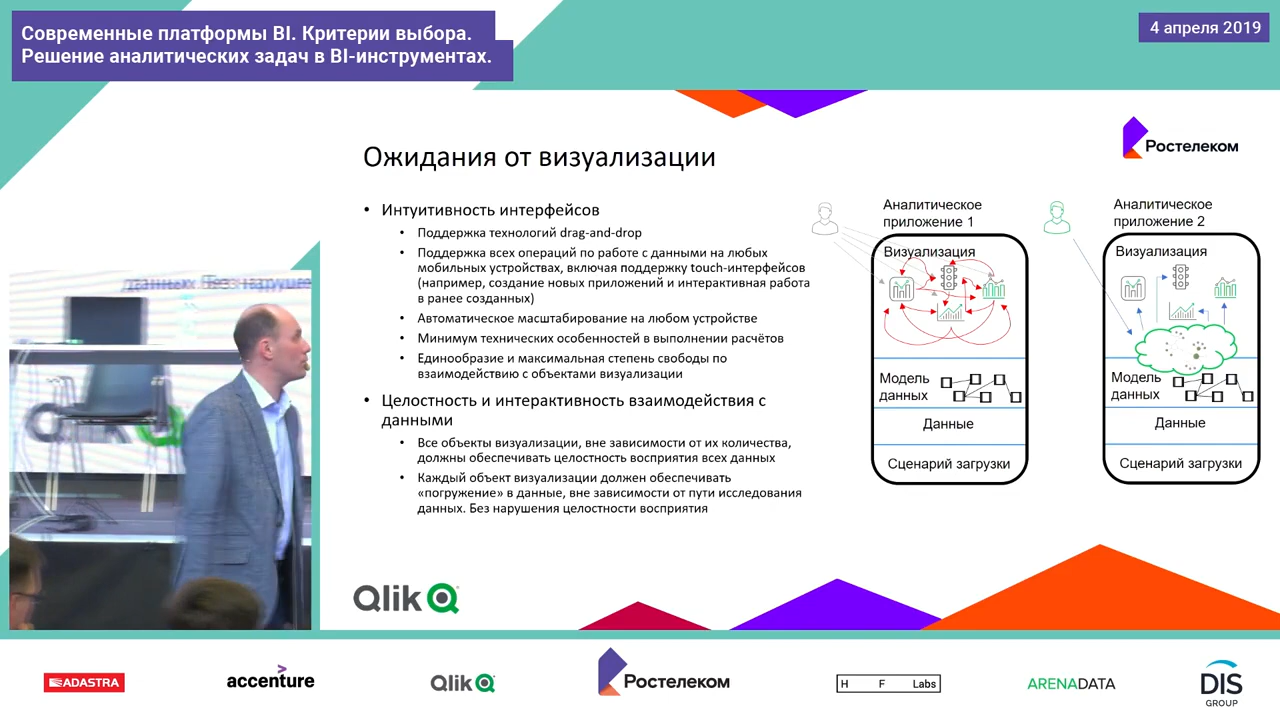 Современные платформы BI. Критерии выбора.
Решение аналитических задач в BI-инструментах.
4 апреля 2019
Ростелеком
Ожидания от визуализации
• Интуитивность интерфейсов
• Поддержка технологий drag-and-drop
• Поддержка всех операций по работе с данными на любых
мобильных устройствах, включая поддержку touch-интерфейсов
(например, создание новых приложений и интерактивная работа
в ранее созданных)
• Автоматическое масштабирование на любом устройстве
• Минимум технических особенностей в выполнении расчётов
• Единообразие и максимальная степень свободы по
взаимодействию с объектами визуализации
• Целостность и интерактивность взаимодействия с
данными
• Все объекты визуализации, вне зависимости от их количества,
должны обеспечивать целостность восприятия всех данных
• Каждый объект визуализации должен обеспечивать
«погружение» в данные, вне зависимости от пути исследования
данных. Без нарушения целостности восприятия
Аналитическое
приложение 1
Визуализация
Модель
данных
Данные
Сценарий загрузки
Аналитическое
приложение 2
Визуализация
Модель
данных
Данные
Сценарий загрузки
данных. Без нарушен
Qlik
ADASTRA
accenture
Qlik
Ростелеком
H F Labs
ARENADATA
DIS
GROUP